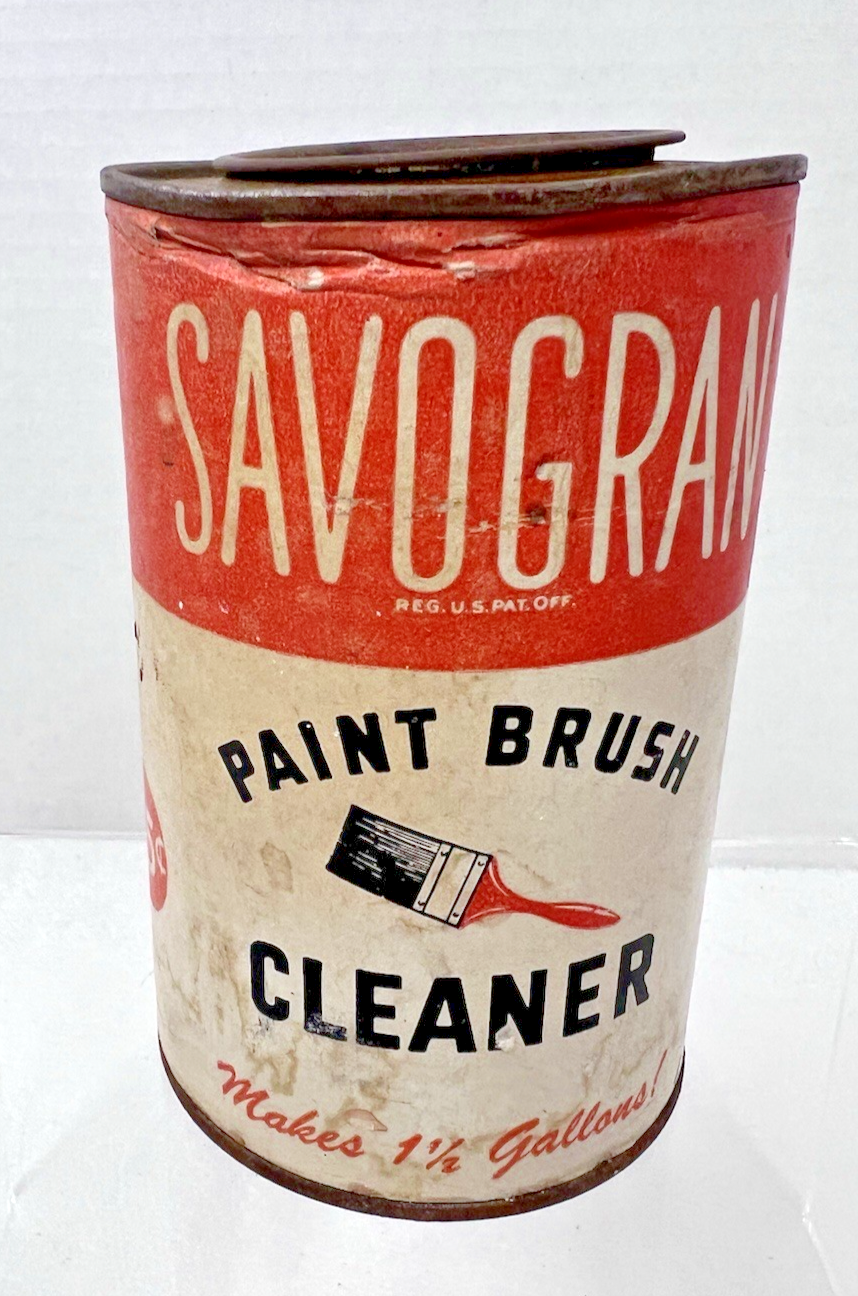 SAVOGRAN
REG. U.S. PAT. OFF.
PAINT BRUSH
CLEANER
Makes 1½ Gallons!